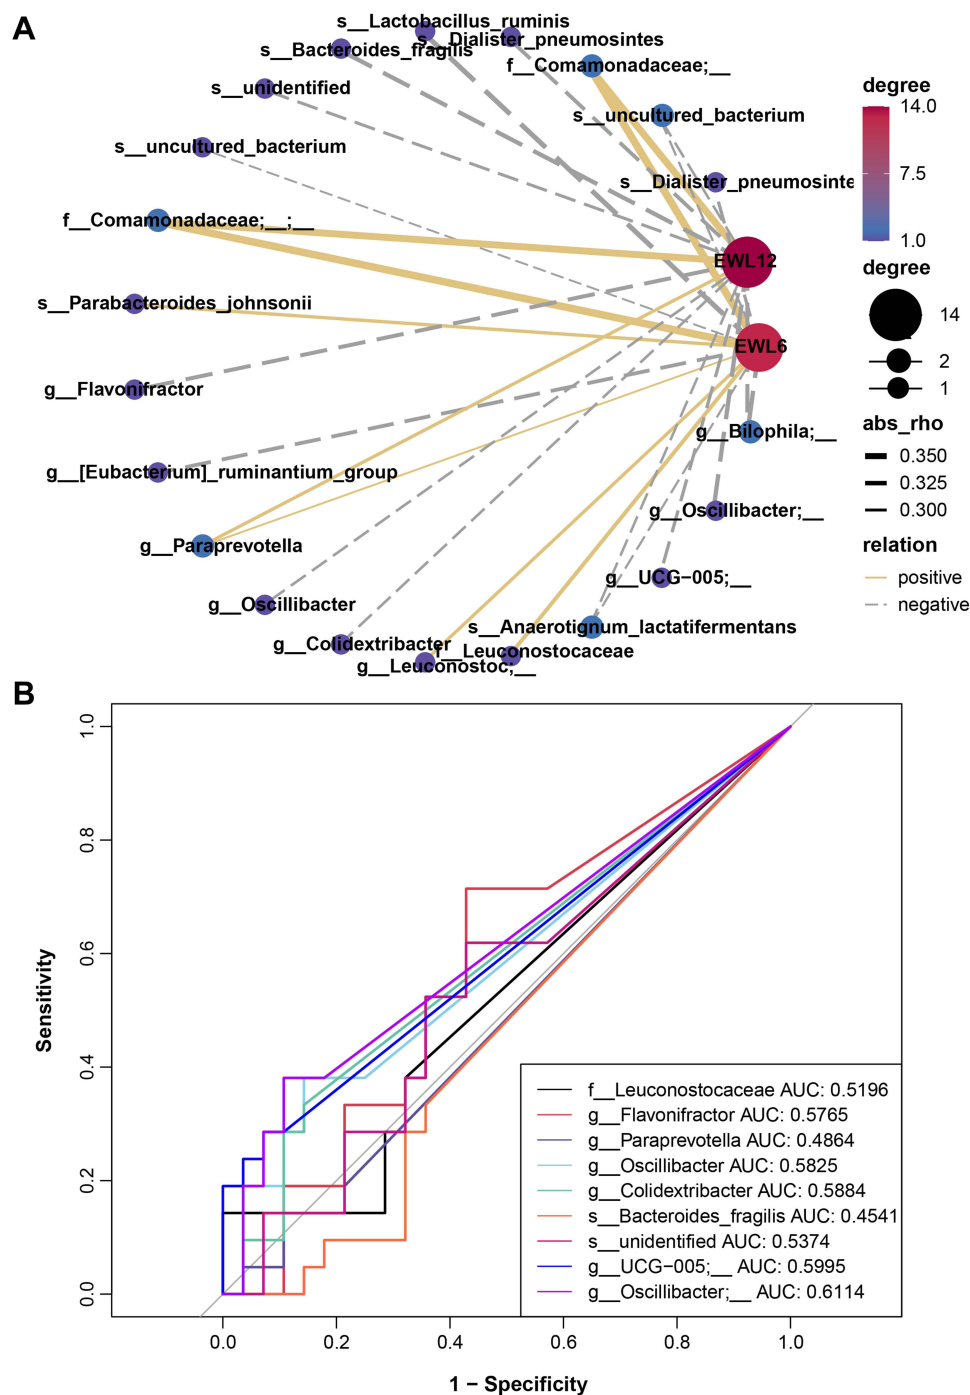 A
s__Lactobacillus_ruminis
s__Dialister_pneumosintes
s__Bacteroides_fragilis
f__Comamonadaceae;__
s__unidentified
s__uncultured_bacterium
s__uncultured_bacterium
s__Dialister_pneumosinte
f__Comamonadaceae;__;__
EWL12
s__Parabacteroides_johnsonii
EWL6
g__Flavonifractor
g__Bilophila;__
g__[Eubacterium]_ruminantium_group
g__Oscillibacter;__
g__Paraprevotella
g__UCG−005;__
g__Oscillibacter
s__Anaerotignum_lactatifermentans
g__Colidextribacter
f__Leuconostocaceae
g__Leuconostoc;__
degree
14.0
7.5
1.0
degree
14
2
1
abs_rho
0.350
0.325
0.300
relation
positive
negative
B
1.0
0.8
0.6
0.4
0.2
0.0
Sensitivity
f__Leuconostocaceae AUC: 0.5196
g__Flavonifractor AUC: 0.5765
g__Paraprevotella AUC: 0.4864
g__Oscillibacter AUC: 0.5825
g__Colidextribacter AUC: 0.5884
s__Bacteroides_fragilis AUC: 0.4541
s__unidentified AUC: 0.5374
g__UCG−005;__ AUC: 0.5995
g__Oscillibacter;__ AUC: 0.6114
0.0 0.2 0.4 0.6 0.8 1.0
1 − Specificity